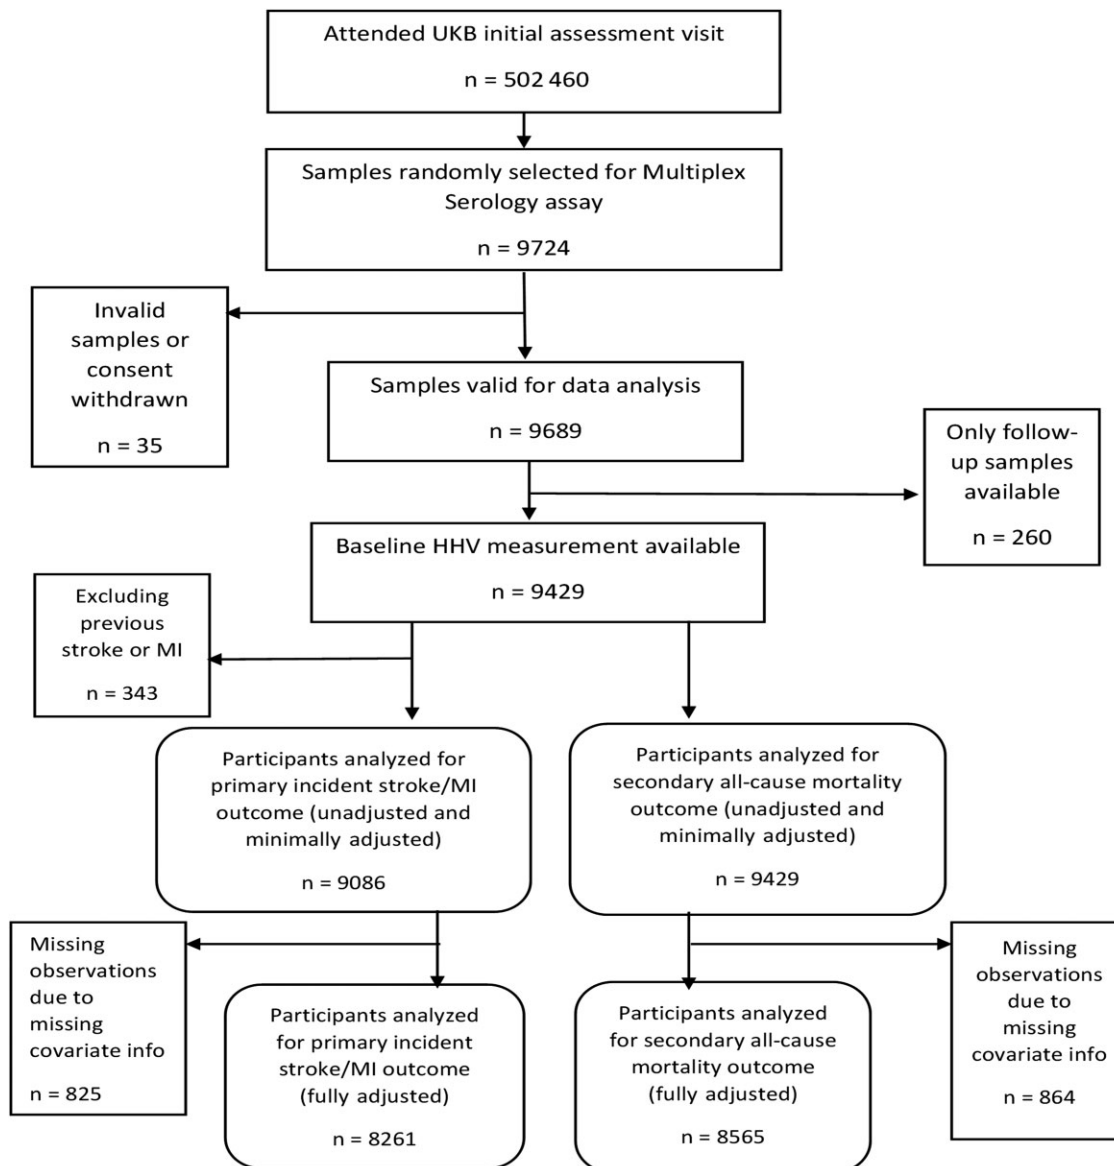 Attended UKB initial assessment visit
n = 502 460
Samples randomly selected for Multiplex
Serology assay
n = 9724
Invalid
samples or
consent
withdrawn
n = 35
Samples valid for data analysis
n = 9689
Only follow-
up samples
available
n = 260
Baseline HHV measurement available
n = 9429
Excluding
previous
stroke or MI
n = 343
Participants analyzed for
primary incident stroke/MI
outcome (unadjusted and
minimally adjusted)
n = 9086
Participants analyzed for
secondary all-cause mortality
outcome (unadjusted and
minimally adjusted)
n = 9429
Missing
observations
due to
missing
covariate info
n = 825
Participants analyzed
for primary incident
stroke/MI outcome
(fully adjusted)
n = 8261
Participants analyzed
for secondary all-cause
mortality outcome
(fully adjusted)
n = 8565
Missing
observations
due to
missing
covariate info
n = 864